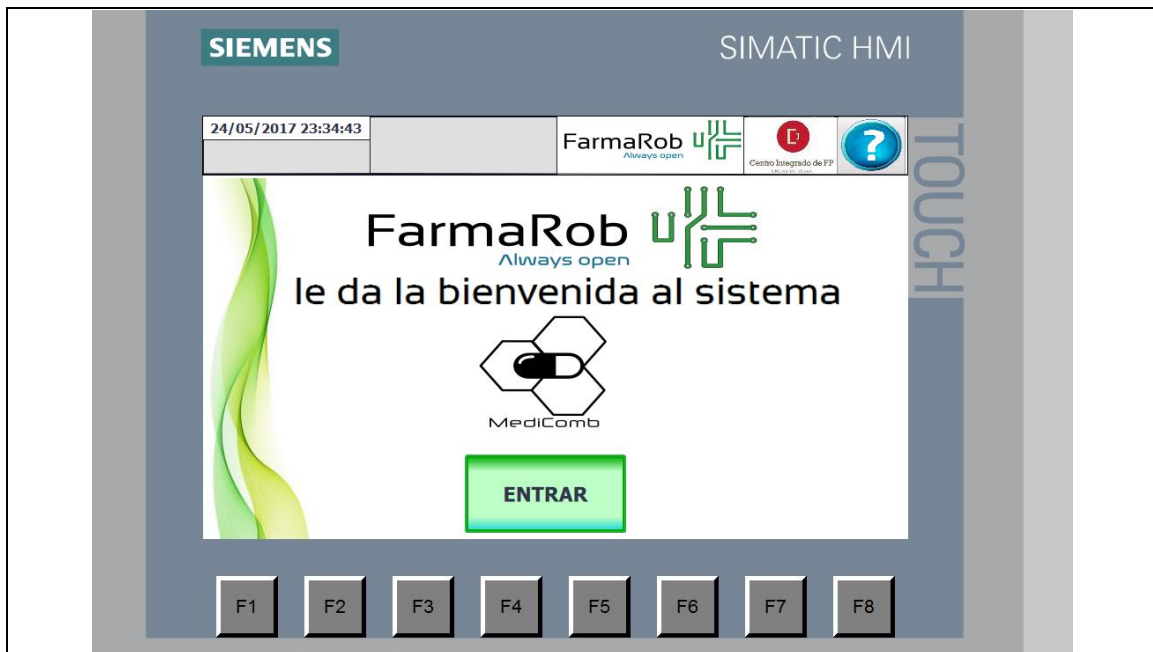 SIEMENS
SIMATIC HMI
24/05/2017 23:34:43
FarmaRob
Always open
Centro Integrado de FP
?
TOUCH
FarmaRob
Always open
le da la bienvenida al sistema
MediComb
ENTRAR
F1 F2 F3 F4 F5 F6 F7 F8